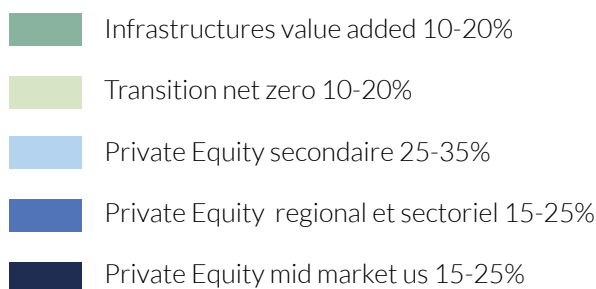 Infrastructures value added 10-20%
Transition net zero 10-20%
Private Equity secondaire 25-35%
Private Equity regional et sectoriel 15-25%
Private Equity mid market us 15-25%